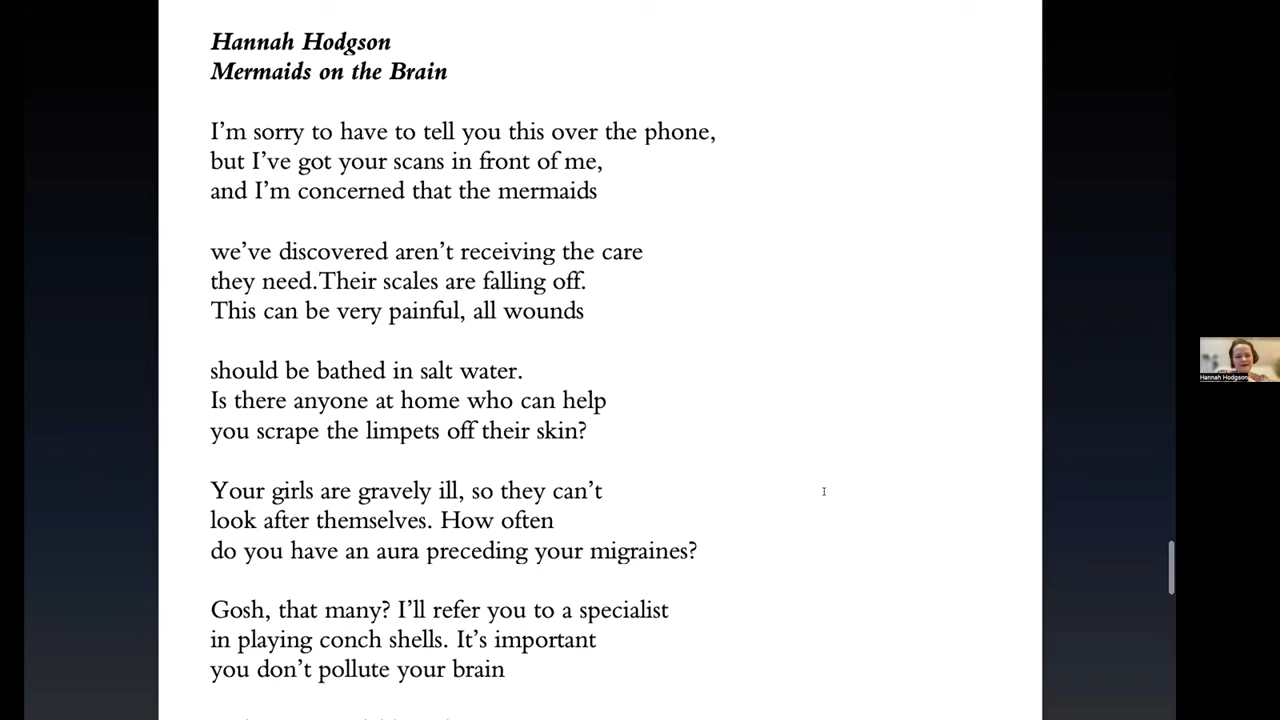 Hannah Hodgson
Mermaids on the Brain
I’m sorry to have to tell you this over the phone,
but I’ve got your scans in front of me,
and I’m concerned that the mermaids
we’ve discovered aren’t receiving the care
they need.Their scales are falling off.
This can be very painful, all wounds
should be bathed in salt water.
Is there anyone at home who can help
you scrape the limpets off their skin?
Your girls are gravely ill, so they can’t
look after themselves. How often
do you have an aura preceding your migraines?
Gosh, that many? I’ll refer you to a specialist
in playing conch shells. It’s important
you don’t pollute your brain
Hannah Hodgson